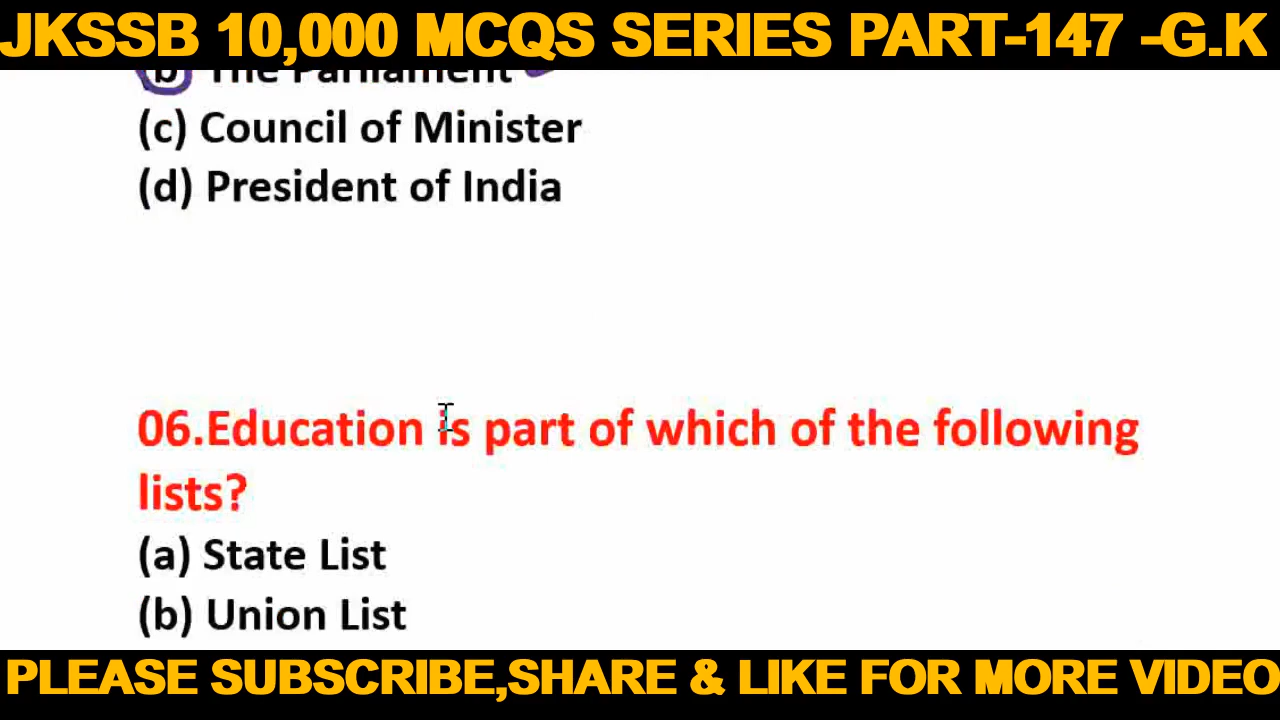 JKSSB 10,000 MCQS SERIES PART-147 -G.K
(b) The Parliament
(c) Council of Minister
(d) President of India
06.Education is part of which of the following
lists?
(a) State List
(b) Union List
PLEASE SUBSCRIBE,SHARE & LIKE FOR MORE VIDEO